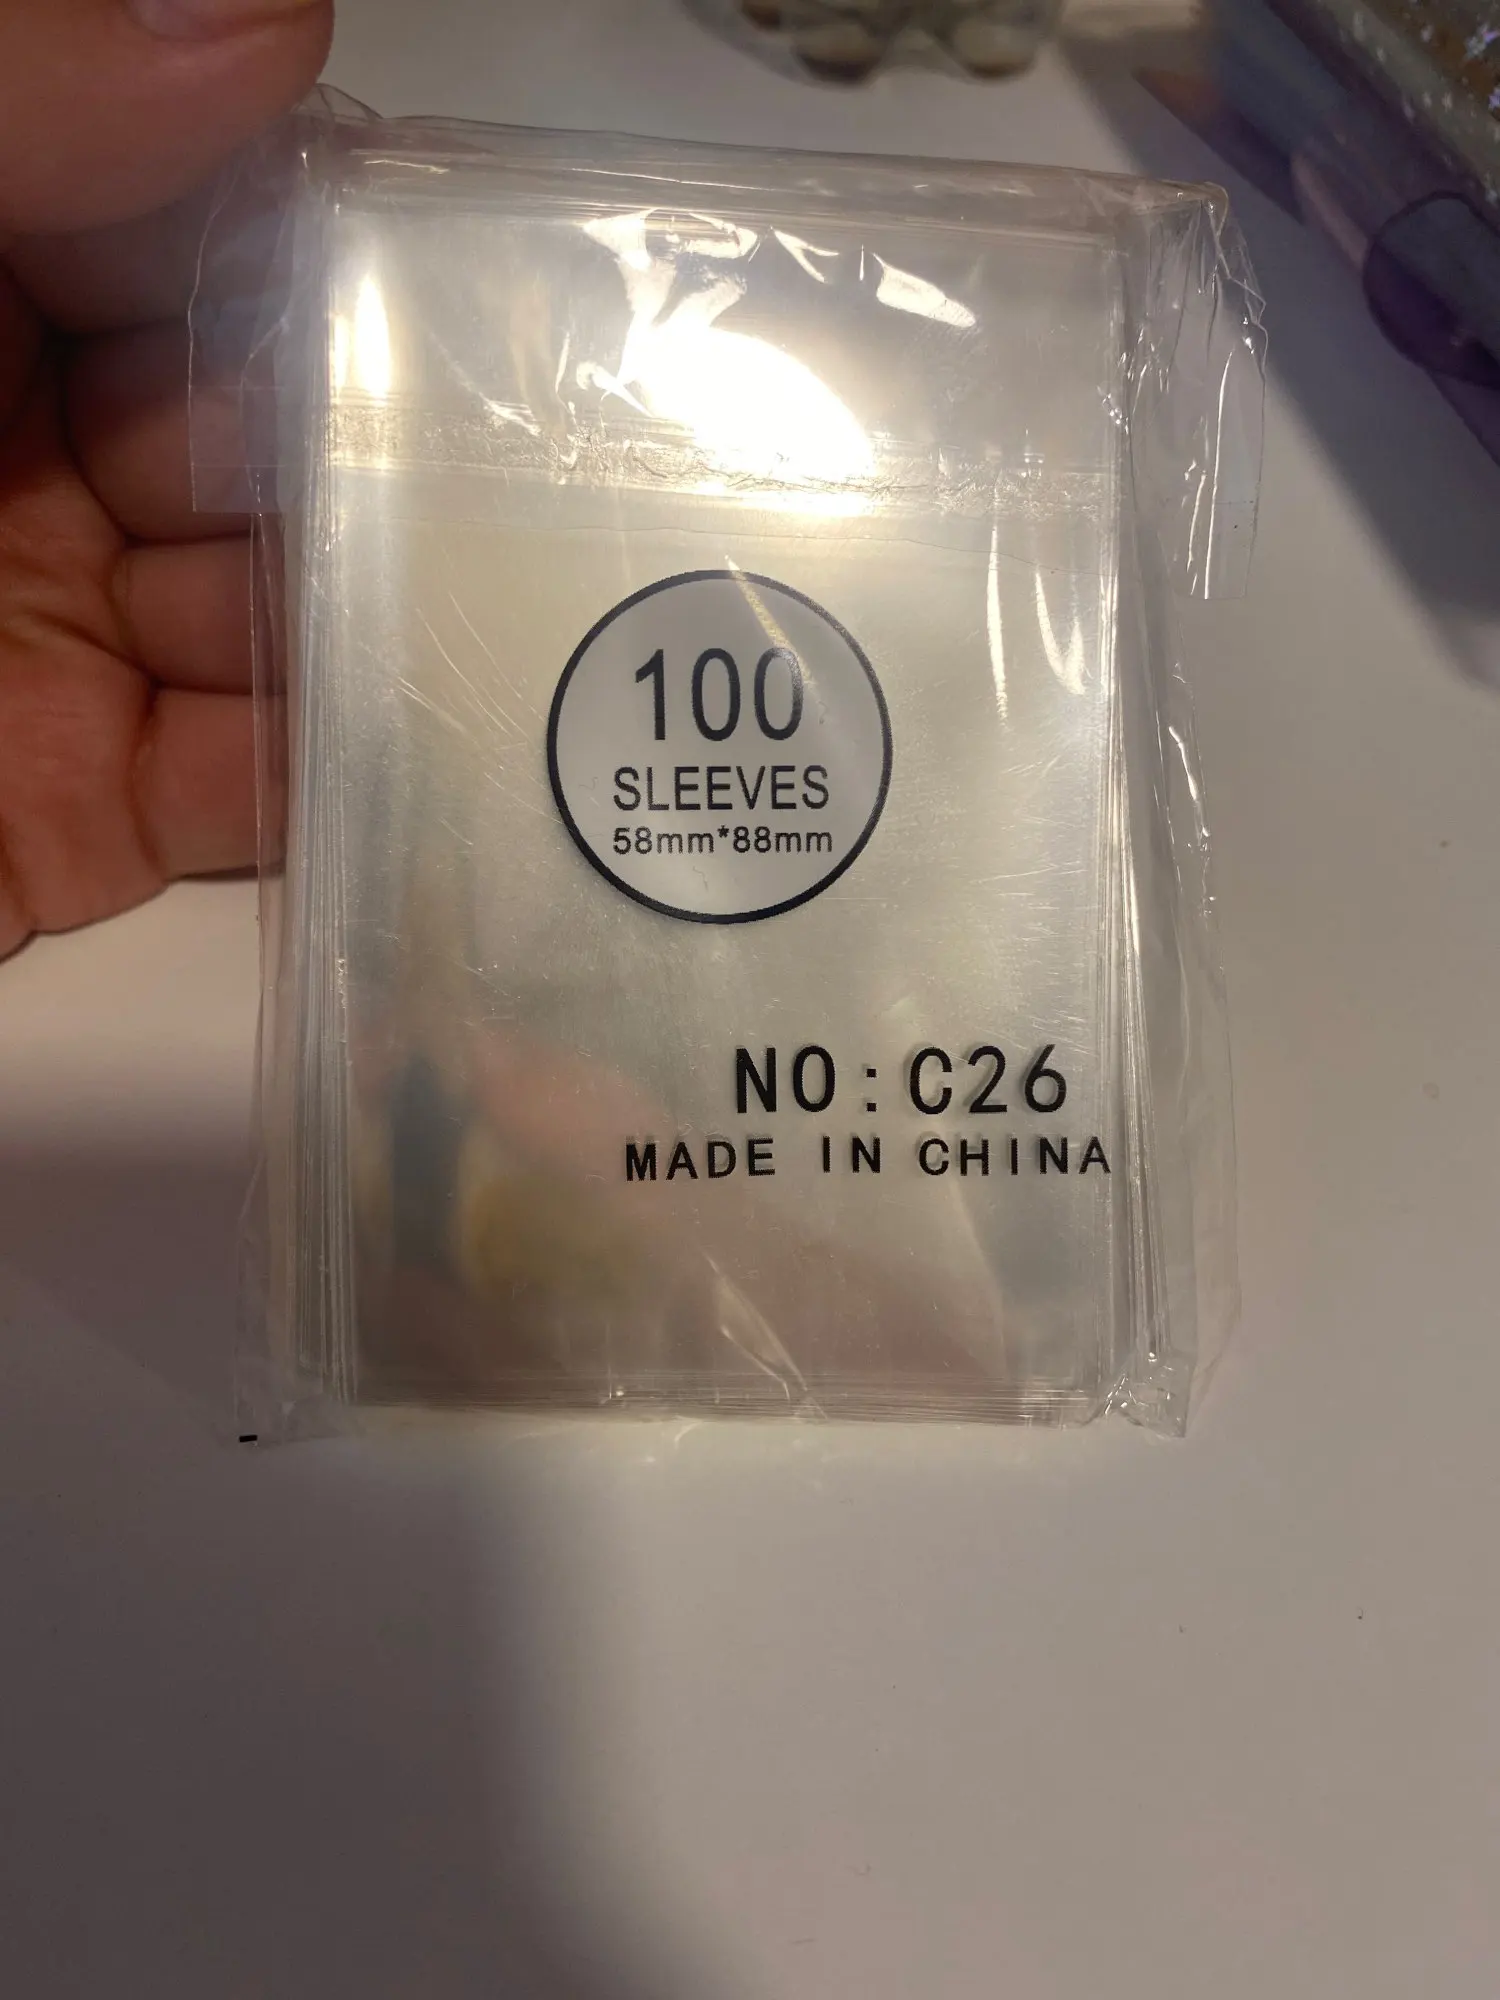 100
SLEEVES
58mm*88mm
NO:C26
MADE IN CHINA